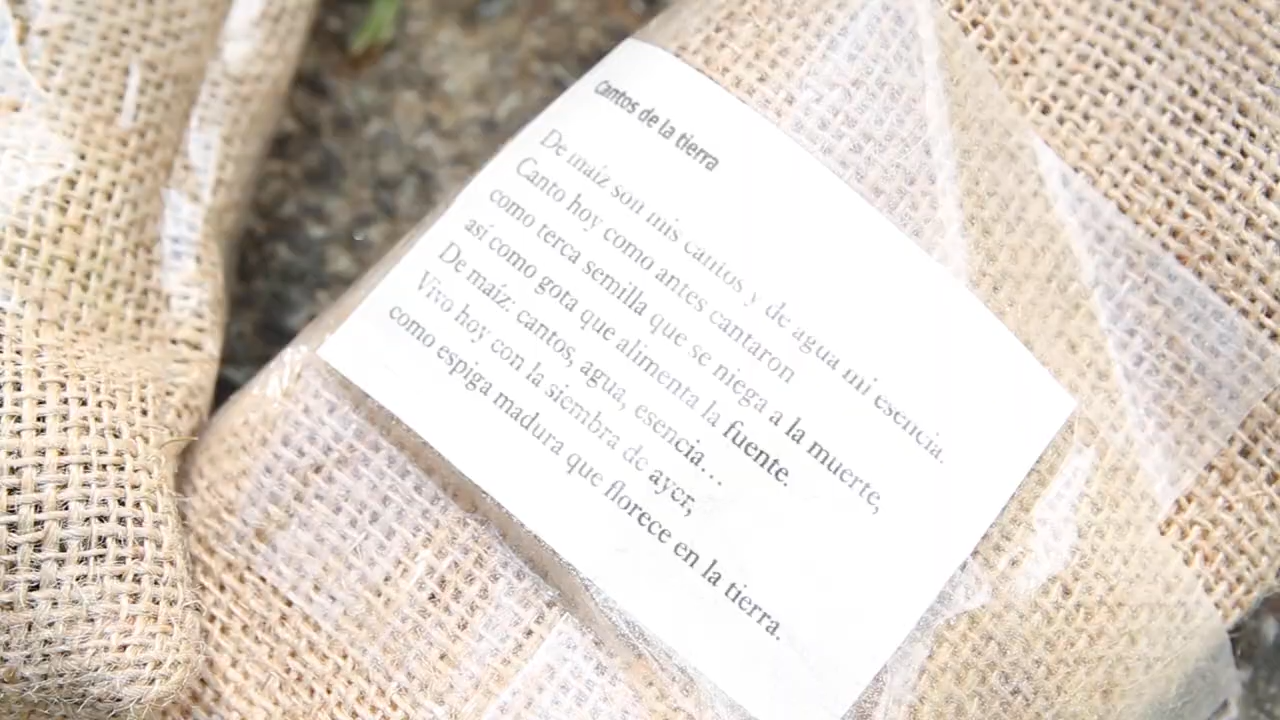 Cantos de la tierra
De maíz son mis cantos y de agua mi esencia.
Canto hoy como antes cantaron
como terca semilla que se niega a la muerte,
así como gota que alimenta la fuente.
De maíz: cantos, agua, esencia...
Vivo hoy con la siembra de ayer,
como espiga madura que florece en la tierra.